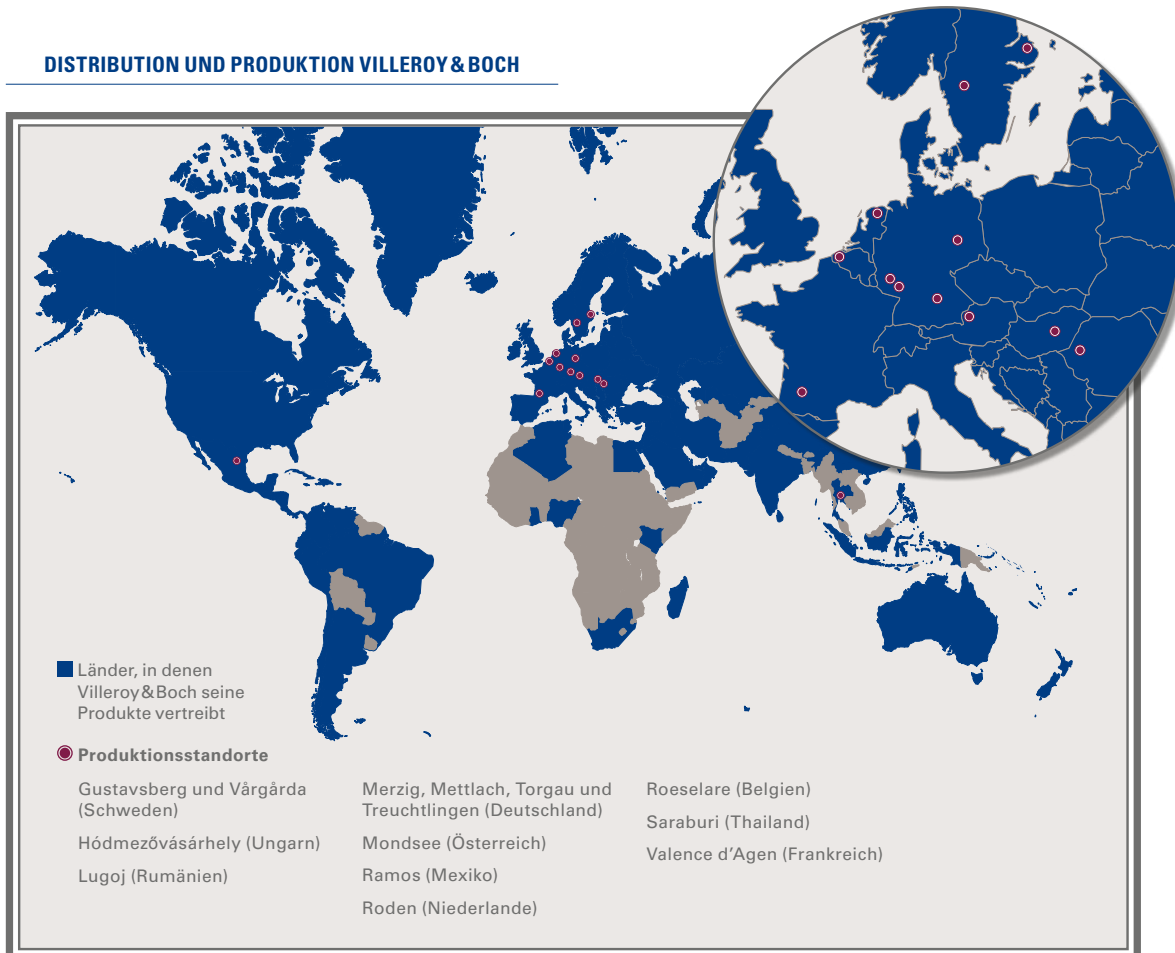 DISTRIBUTION UND PRODUKTION VILLEROY & BOCH
Länder, in denen
Villeroy & Boch seine
Produkte vertreibt
Produktionsstandorte
Gustavsberg und Vårgårda
(Schweden)
Hódmezővásárhely (Ungarn)
Lugoj (Rumänien)
Merzig, Mettlach, Torgau und
Treuchtlingen (Deutschland)
Mondsee (Österreich)
Ramos (Mexiko)
Roden (Niederlande)
Roeselare (Belgien)
Saraburi (Thailand)
Valence d’Agen (Frankreich)